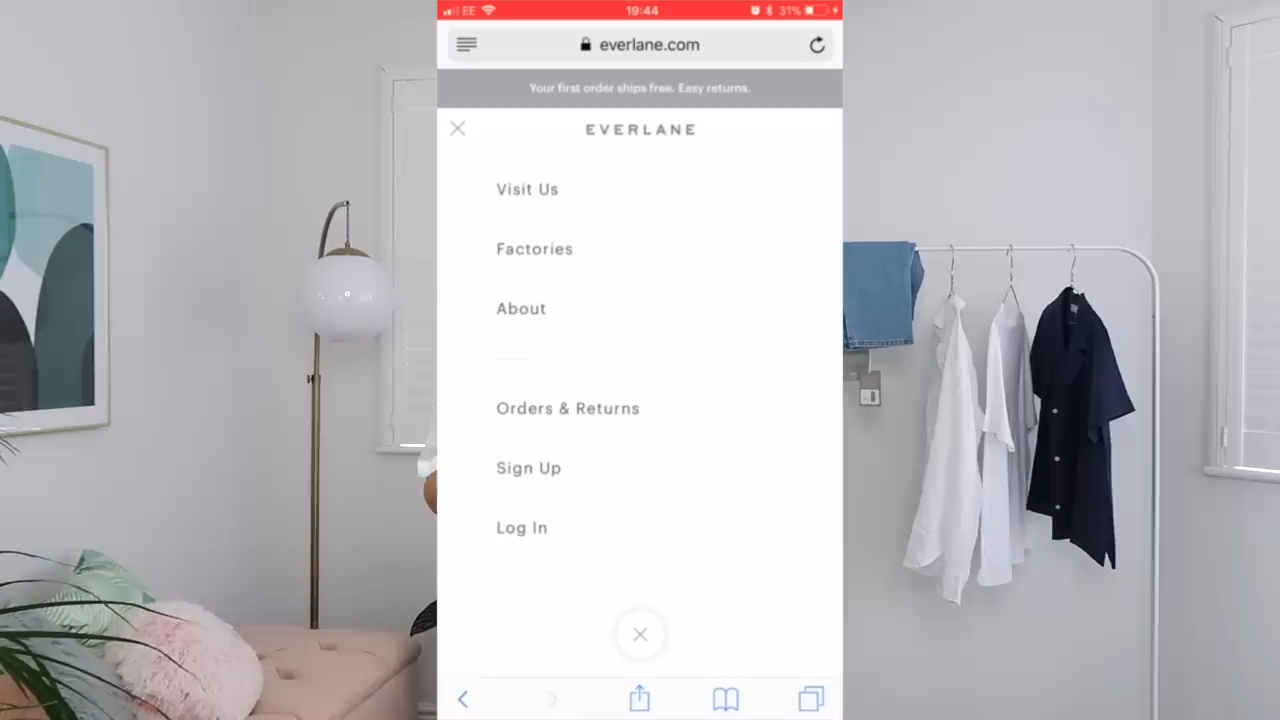 EE 19:44 31%
everlane.com
Your first order ships free. Easy returns.
EVERLANE
Visit Us
Factories
About
Orders & Returns
Sign Up
Log In